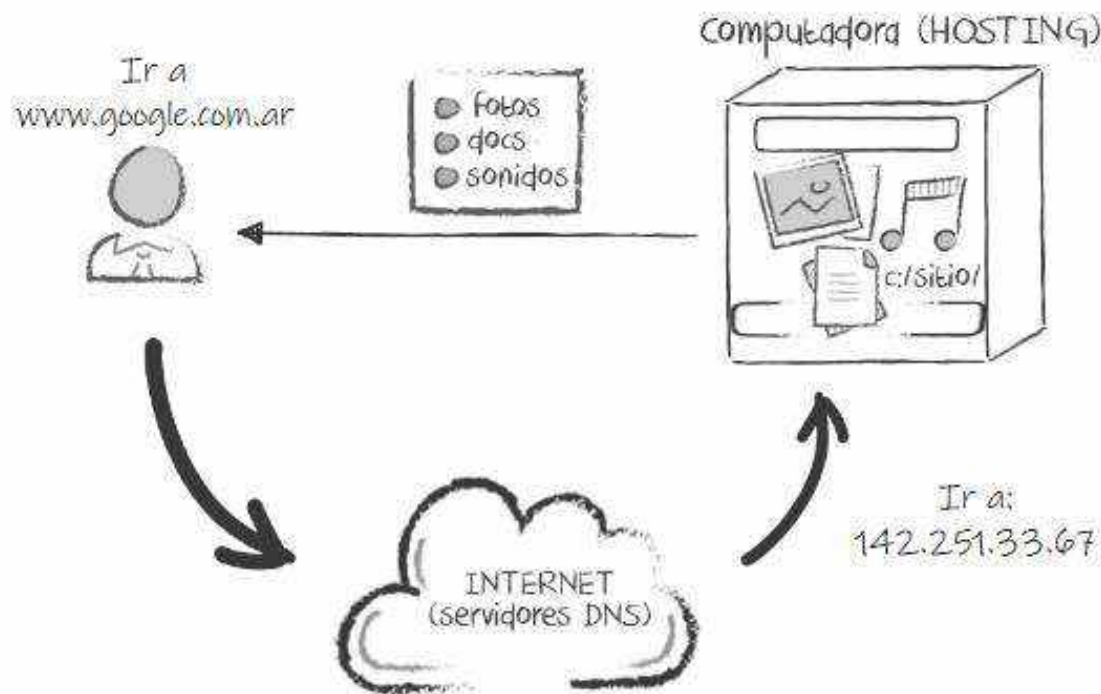 Ir a
www.google.com.ar
fotos
docs
sonidos
Computadora (HOSTING)
c:/sitio/
INTERNET
(servidores DNS)
Ir a:
142.251.33.67